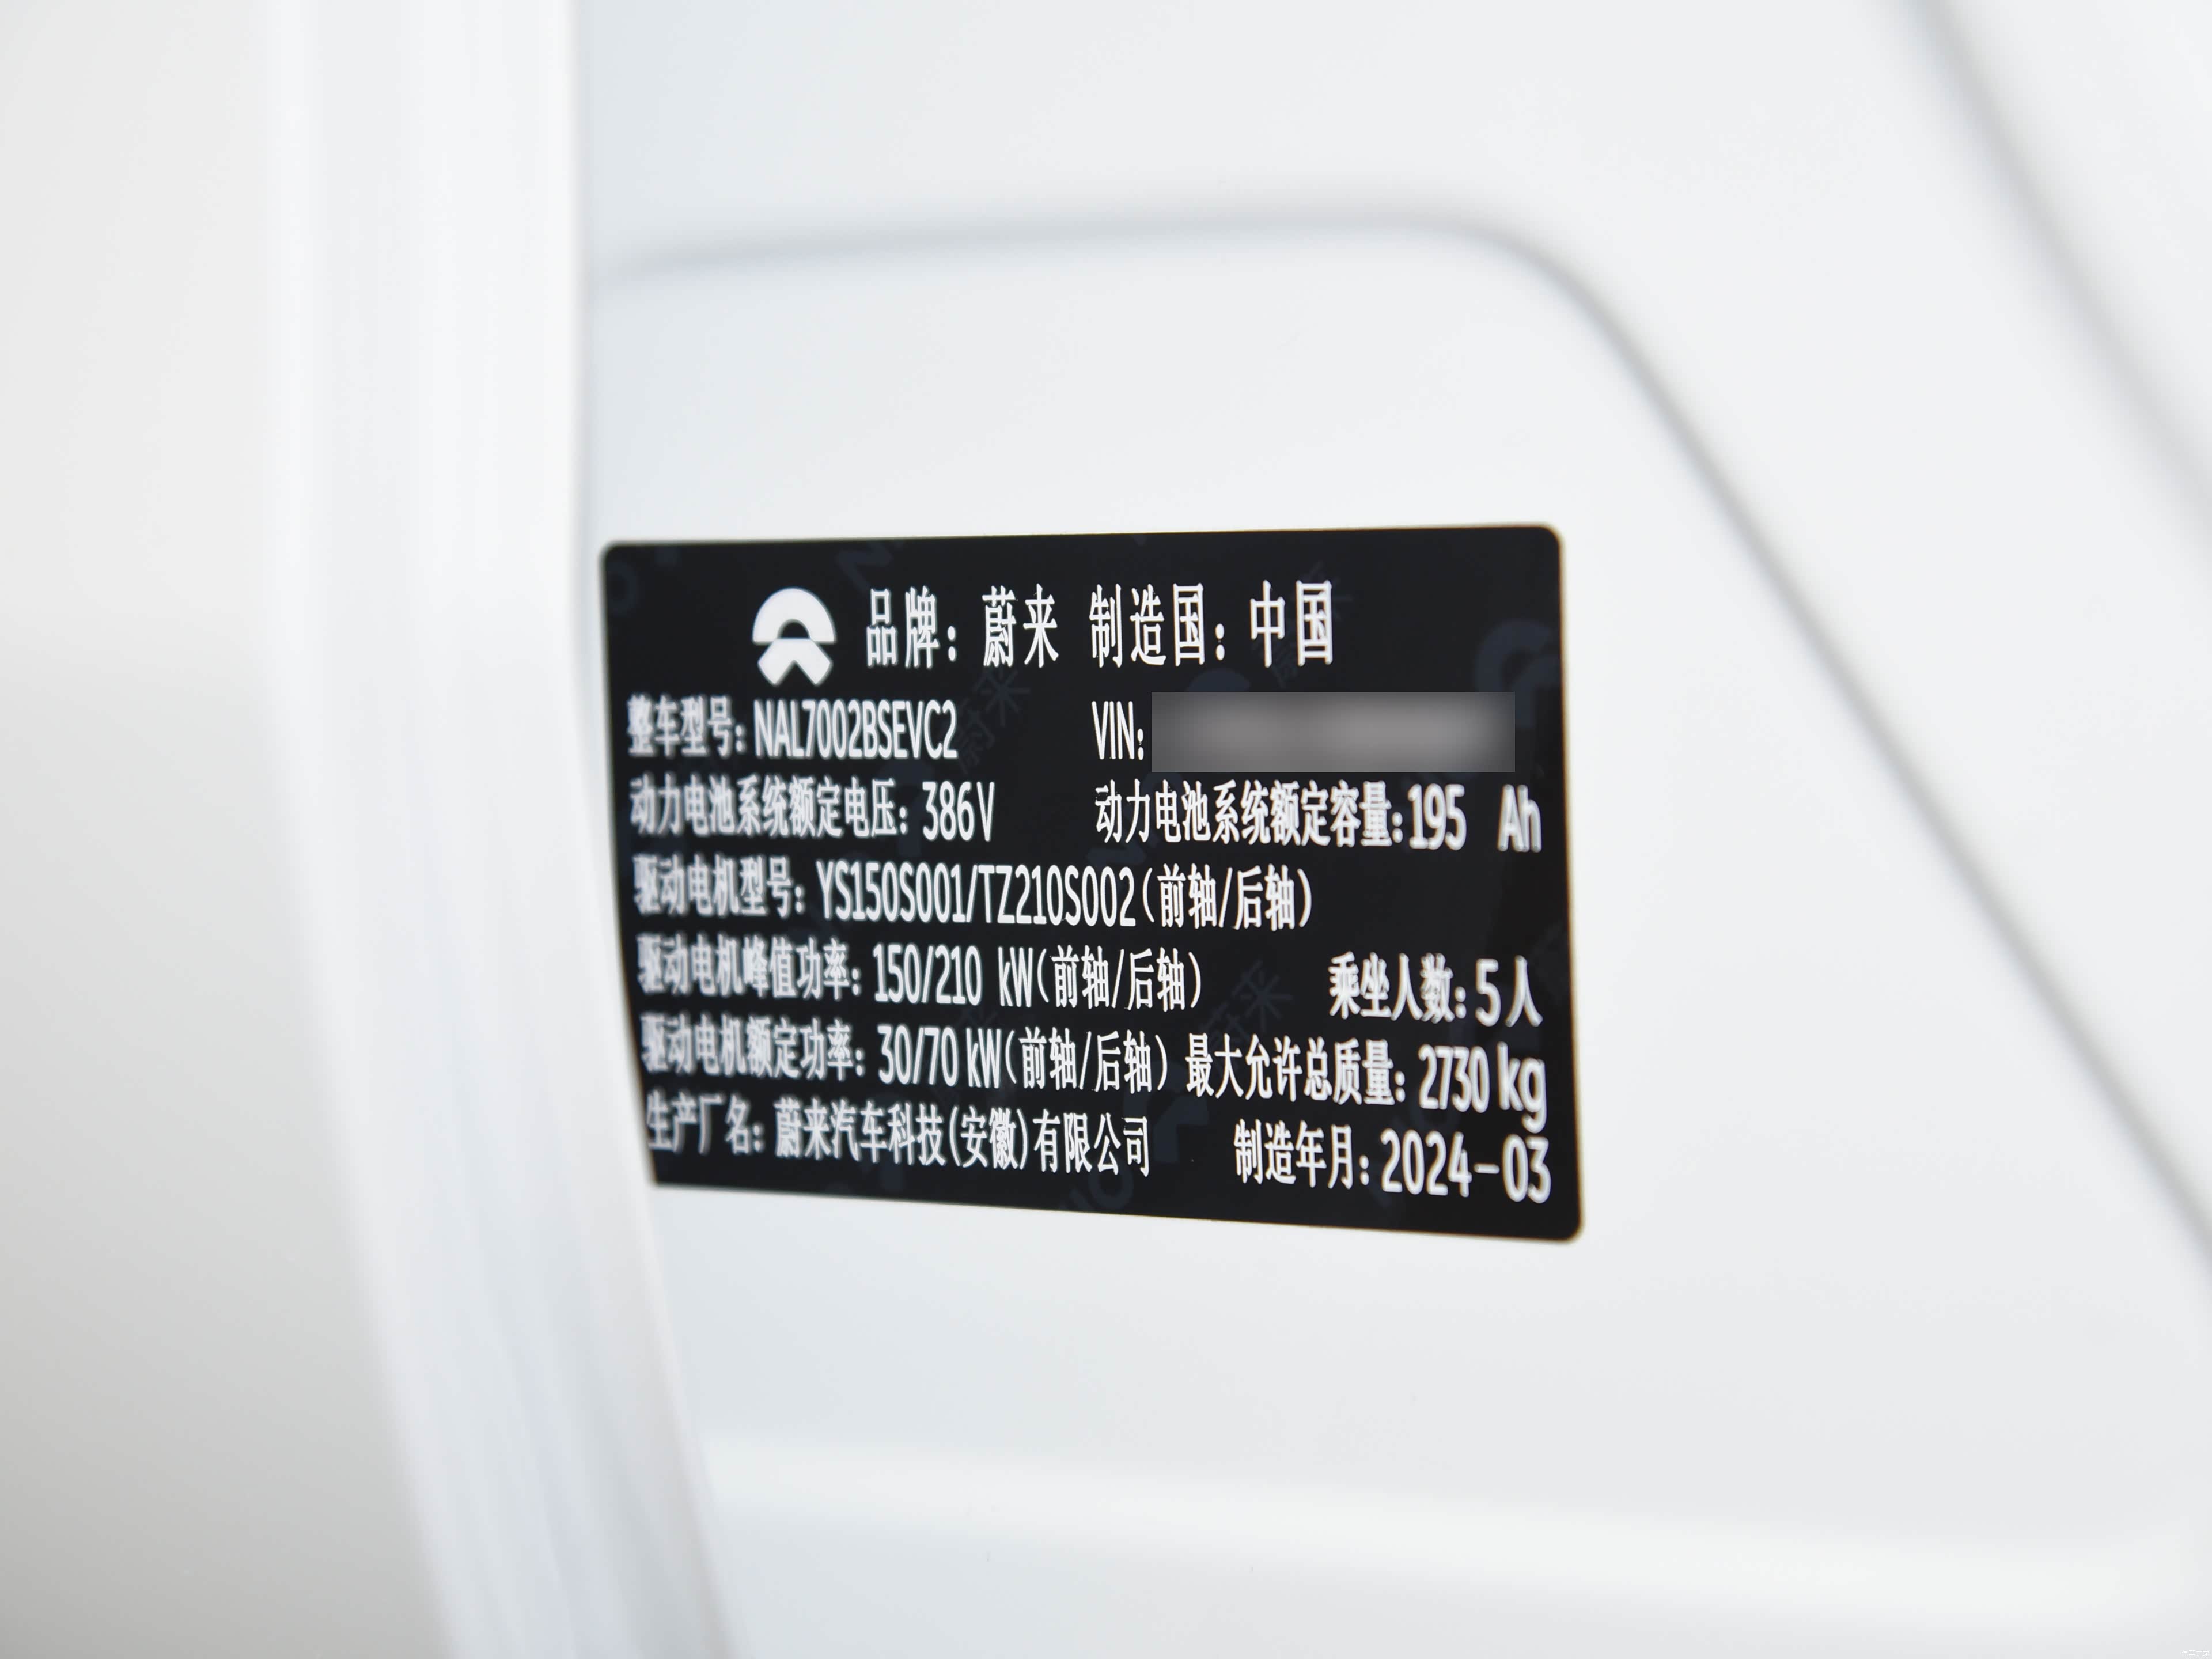 品牌：蔚来 制造国：中国
整车型号：NAL7002BSEVC2 VIN：
动力电池系统额定电压：386V 动力电池系统额定容量：195 Ah
驱动电机型号：YS150S001/TZ210S002（前轴/后轴）
驱动电机峰值功率：150/210 kW（前轴/后轴） 乘坐人数：5人
驱动电机额定功率：30/70 kW（前轴/后轴） 最大允许总质量：2730 kg
生产厂名：蔚来汽车科技（安徽）有限公司 制造年月：2024-03